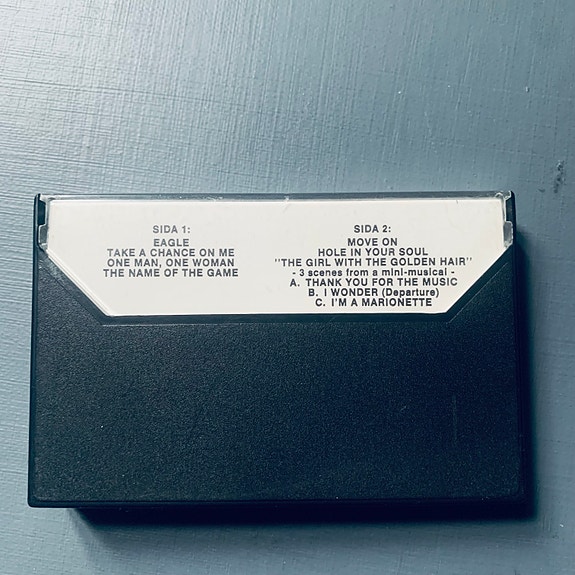 SIDA 1:
EAGLE
TAKE A CHANCE ON ME
ONE MAN, ONE WOMAN
THE NAME OF THE GAME
SIDA 2:
MOVE ON
HOLE IN YOUR SOUL
"THE GIRL WITH THE GOLDEN HAIR"
- 3 scenes from a mini-musical -
A. THANK YOU FOR THE MUSIC
B. I WONDER (Departure)
C. I'M A MARIONETTE